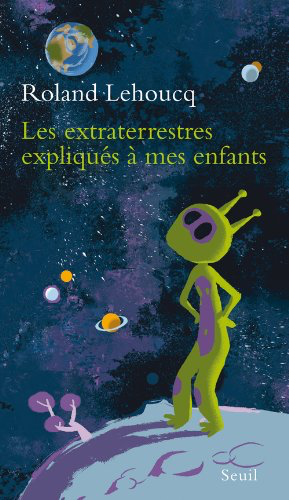 Roland Lehoucq
Les extraterrestres
expliqués à mes enfants
Seuil